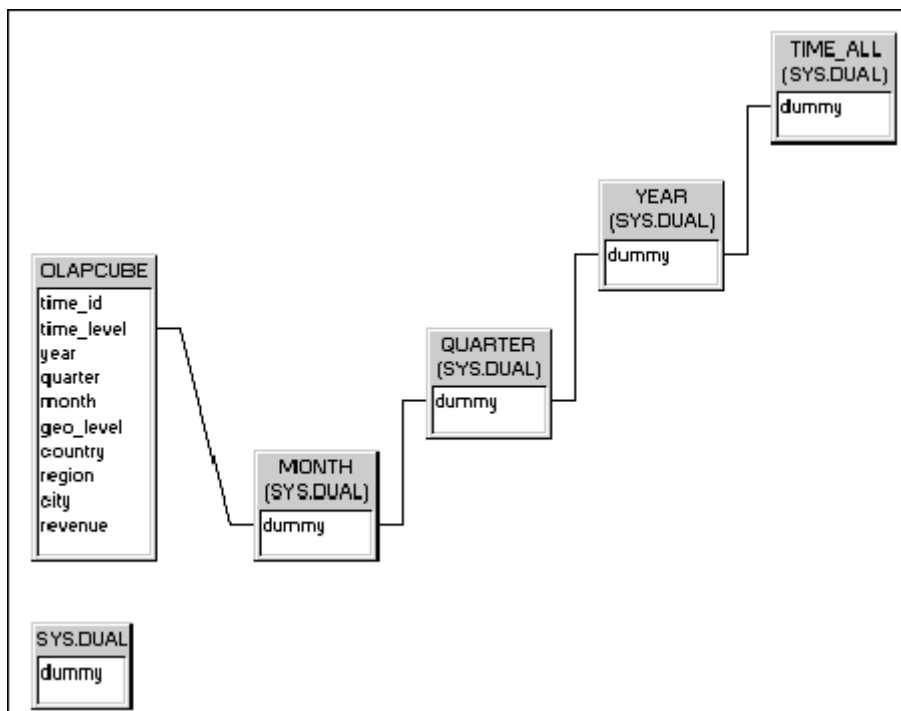 TIME_ALL
(SYS.DUAL)
dummy
YEAR
(SYS.DUAL)
dummy
OLAPCUBE
time_id
time_level
year
quarter
month
geo_level
country
region
city
revenue
QUARTER
(SYS.DUAL)
dummy
MONTH
(SYS.DUAL)
dummy
SYS.DUAL
dummy